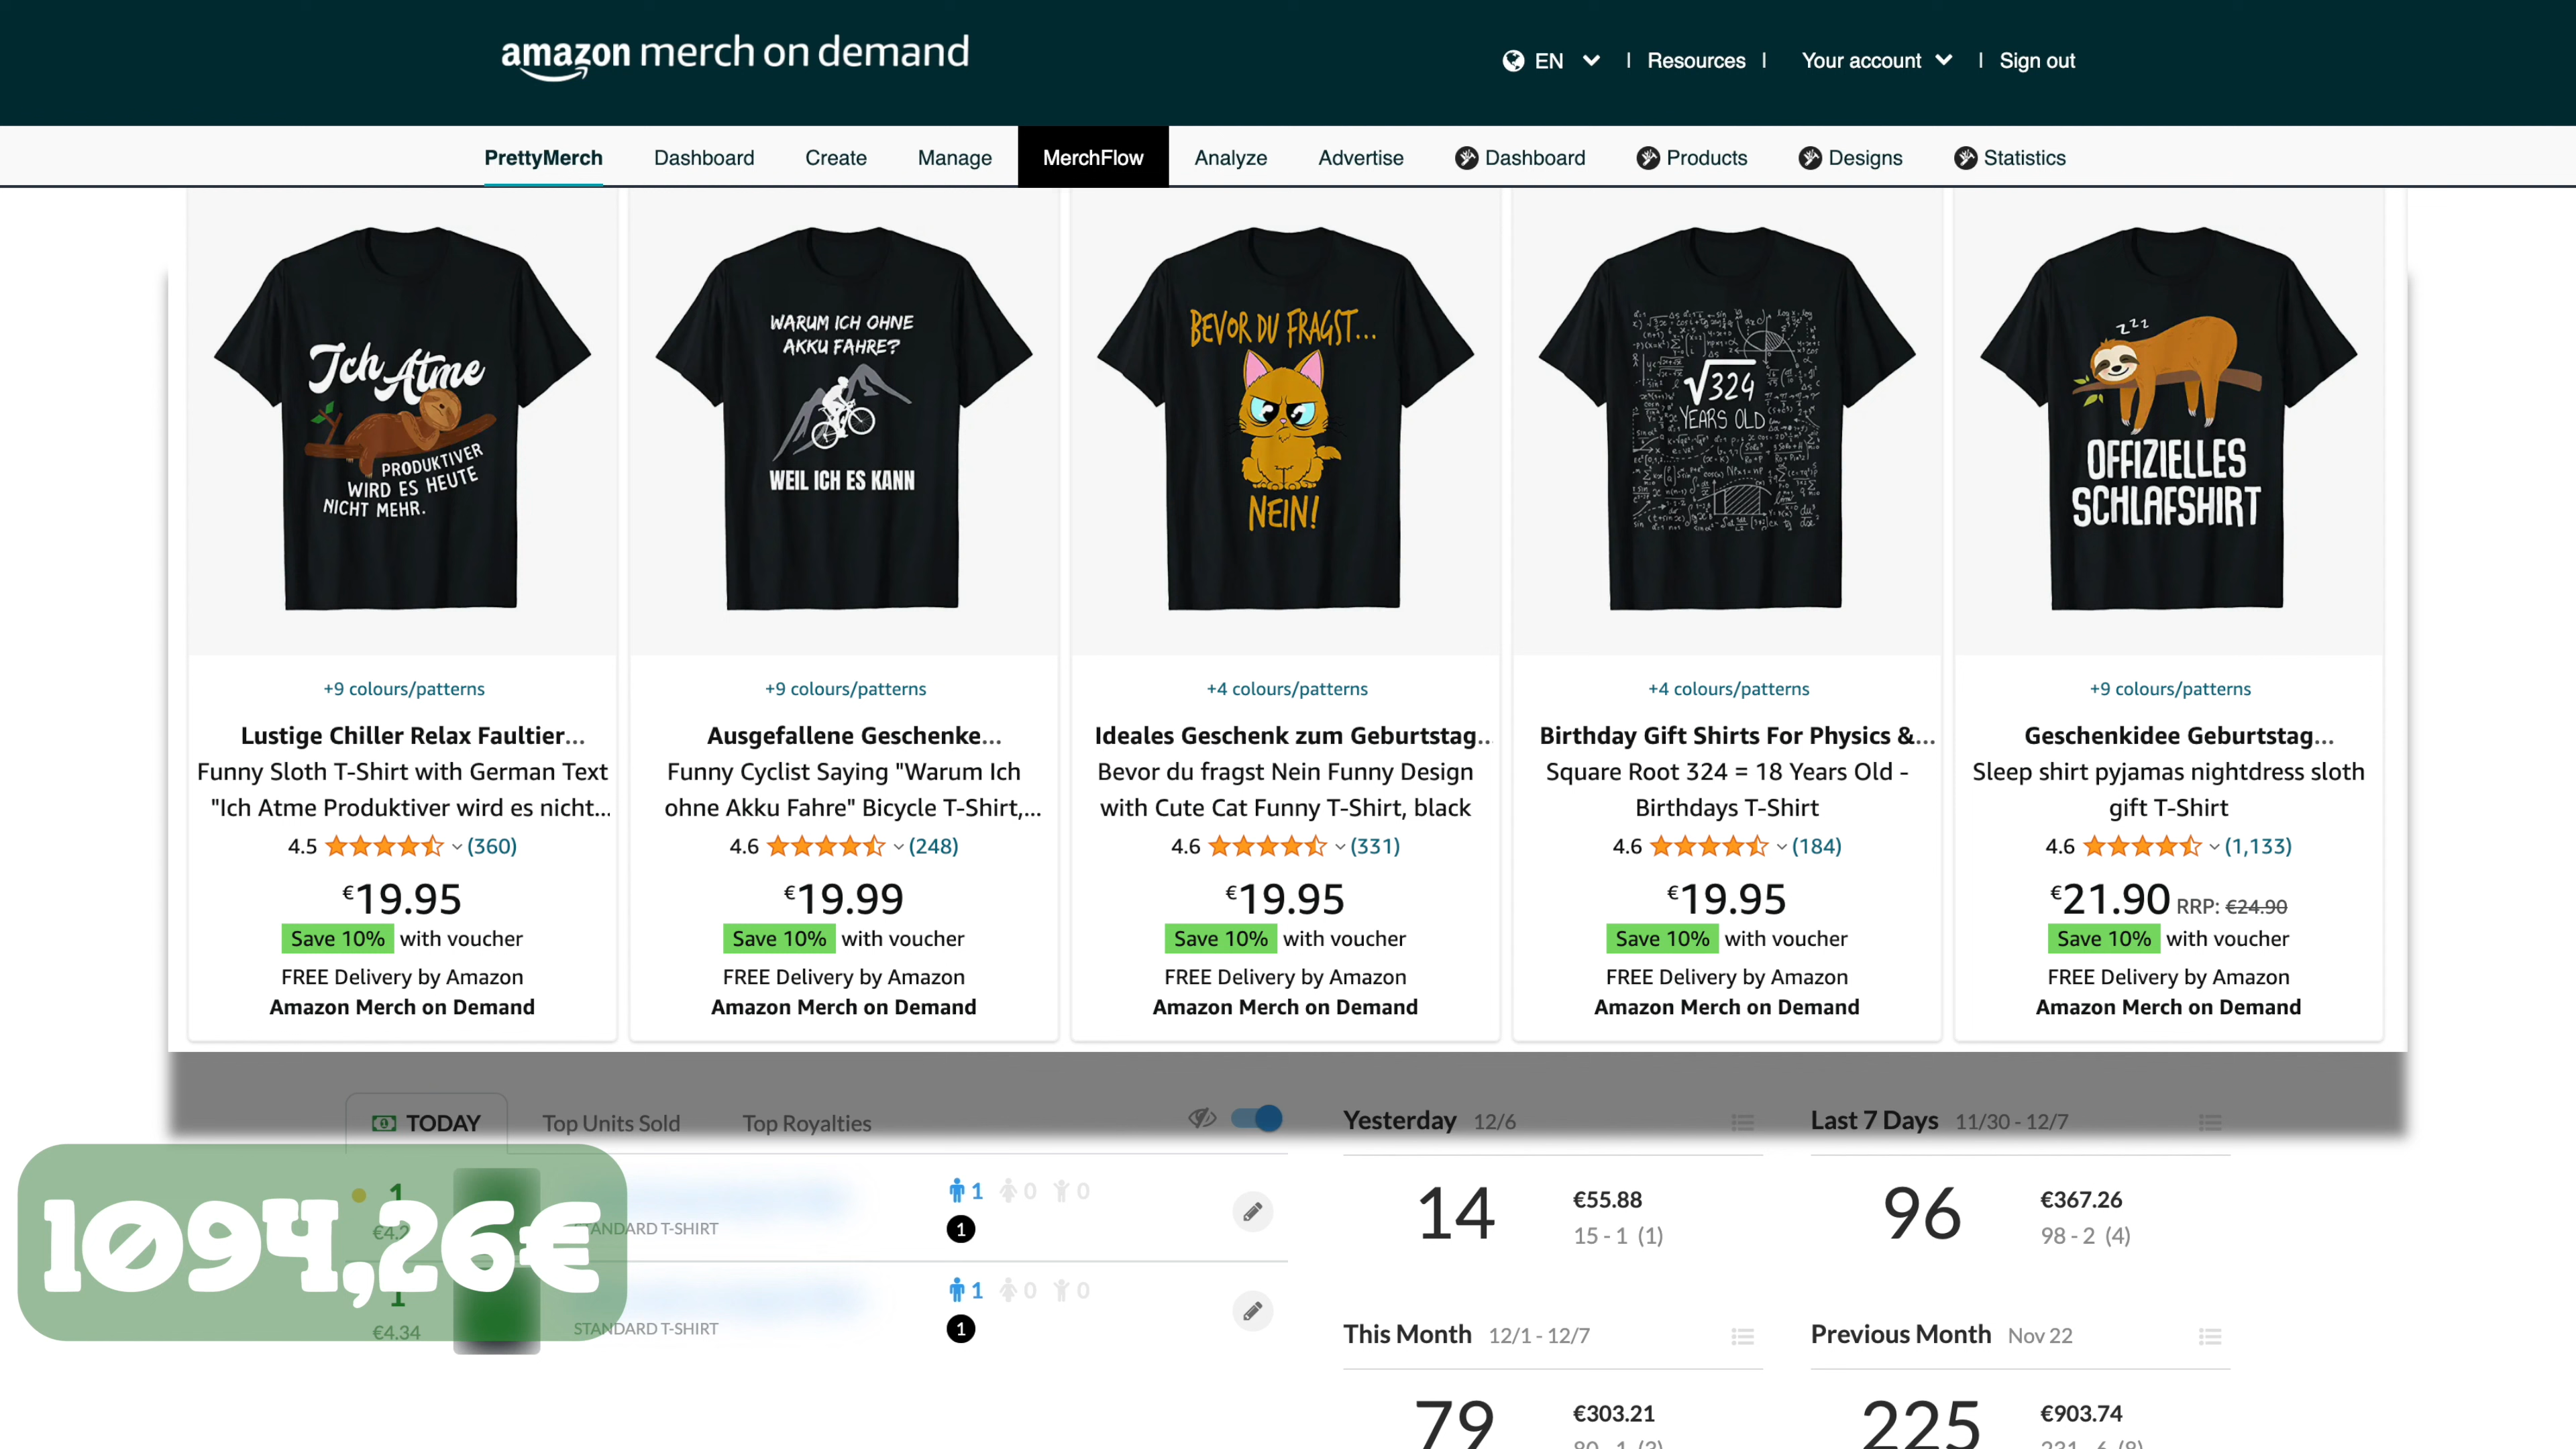 amazon merch on demand
EN | Resources | Your account | Sign out
PrettyMerch Dashboard Create Manage MerchFlow Analyze Advertise Dashboard Products Designs Statistics
Ich Atme
PRODUKTIVER
WIRD ES HEUTE
NICHT MEHR.
WARUM ICH OHNE
AKKU FAHRE?
WEIL ICH ES KANN
BEVOR DU FRAGST...
NEIN!
√324
YEARS OLD
zzz
OFFIZIELLES
SCHLAFSHIRT
+9 colours/patterns
Lustige Chiller Relax Faultier...
Funny Sloth T-Shirt with German Text
"Ich Atme Produktiver wird es nicht...
4.5 (360)
€19.95
Save 10% with voucher
FREE Delivery by Amazon
Amazon Merch on Demand
+9 colours/patterns
Ausgefallene Geschenke...
Funny Cyclist Saying "Warum Ich
ohne Akku Fahre" Bicycle T-Shirt,...
4.6 (248)
€19.99
Save 10% with voucher
FREE Delivery by Amazon
Amazon Merch on Demand
+4 colours/patterns
Ideales Geschenk zum Geburtstag...
Bevor du fragst Nein Funny Design
with Cute Cat Funny T-Shirt, black
4.6 (331)
€19.95
Save 10% with voucher
FREE Delivery by Amazon
Amazon Merch on Demand
+4 colours/patterns
Birthday Gift Shirts For Physics &...
Square Root 324 = 18 Years Old -
Birthdays T-Shirt
4.6 (184)
€19.95
Save 10% with voucher
FREE Delivery by Amazon
Amazon Merch on Demand
+9 colours/patterns
Geschenkidee Geburtstag...
Sleep shirt pyjamas nightdress sloth
gift T-Shirt
4.6 (1,133)
€21.90 RRP: €24.90
Save 10% with voucher
FREE Delivery by Amazon
Amazon Merch on Demand
TODAY Top Units Sold Top Royalties
1094,26€
1
STANDARD T-SHIRT
1 0 0
1
1
€4.34
STANDARD T-SHIRT
1 0 0
1
Yesterday 12/6
14 €55.88
15 - 1 (1)
Last 7 Days 11/30 - 12/7
96 €367.26
98 - 2 (4)
This Month 12/1 - 12/7
79 €303.21
Previous Month Nov 22
225 €903.74